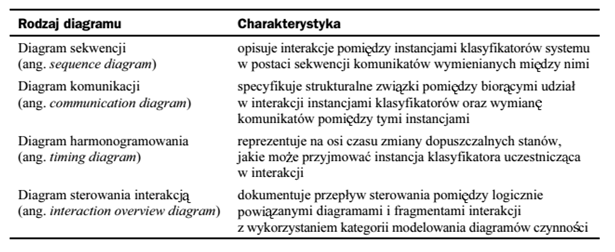 Rodzaj diagramu Charakterystyka
Diagram sekwencji opisuje interakcje pomiędzy instancjami klasyfikatorów systemu
(ang. sequence diagram) w postaci sekwencji komunikatów wymienianych między nimi
Diagram komunikacji specyfikuje strukturalne związki pomiędzy biorącymi udział
(ang. communication diagram) w interakcji instancjami klasyfikatorów oraz wymianę
komunikatów pomiędzy tymi instancjami
Diagram harmonogramowania reprezentuje na osi czasu zmiany dopuszczalnych stanów,
(ang. timing diagram) jakie może przyjmować instancja klasyfikatora uczestnicząca
w interakcji
Diagram sterowania interakcją dokumentuje przepływ sterowania pomiędzy logicznie
(ang. interaction overview diagram) powiązanymi diagramami i fragmentami interakcji
z wykorzystaniem kategorii modelowania diagramów czynności